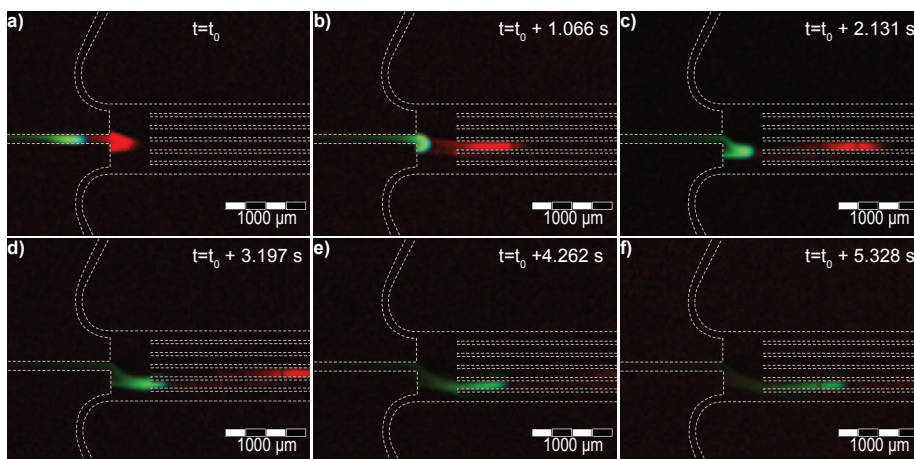 a)
t=t0
1000 µm
b)
t=t0 + 1.066 s
1000 µm
c)
t=t0 + 2.131 s
1000 µm
d)
t=t0 + 3.197 s
1000 µm
e)
t=t0 +4.262 s
1000 µm
f)
t=t0 + 5.328 s
1000 µm